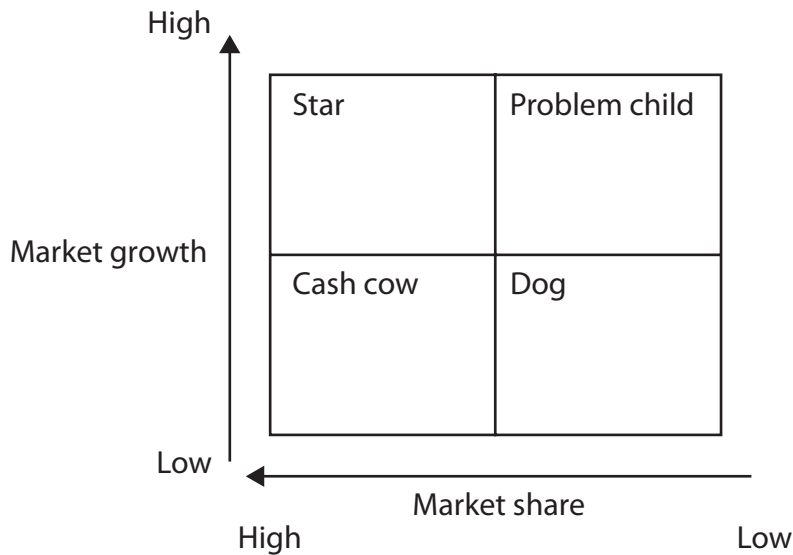 High
Star
Problem child
Market growth
Cash cow
Dog
Low
Market share
High
Low